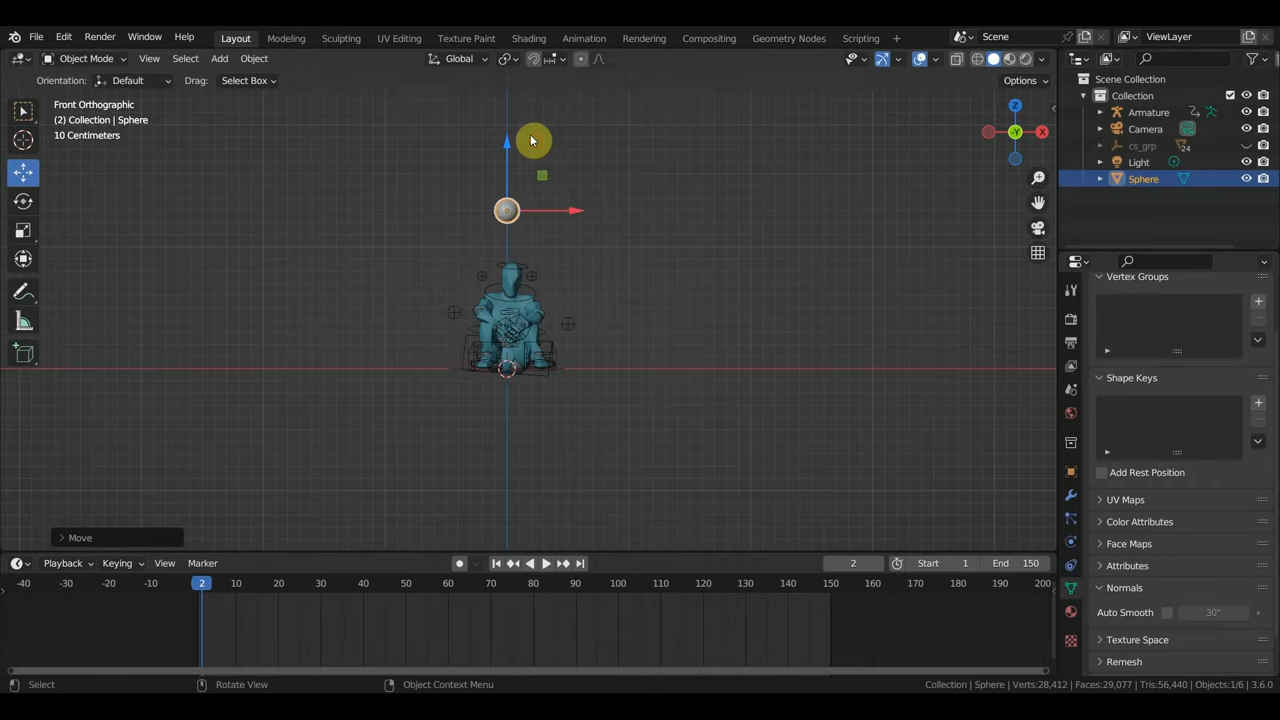 File Edit Render Window Help Layout Modeling Sculpting UV Editing Texture Paint Shading Animation Rendering Compositing Geometry Nodes Scripting + Scene ViewLayer
Object Mode View Select Add Object Global
Orientation: Default Drag: Select Box Options
Front Orthographic
(2) Collection | Sphere
10 Centimeters
Z
X
-Y
Scene Collection
Collection
Armature
Camera
cs_grp 24
Light
Sphere
Vertex Groups
Shape Keys
Add Rest Position
UV Maps
Color Attributes
Face Maps
Attributes
Normals
Auto Smooth 30°
Texture Space
Remesh
Move
Playback Keying View Marker 2 Start 1 End 150
-40 -30 -20 -10 2 10 20 30 40 50 60 70 80 90 100 110 120 130 140 150 160 170 180 190 200
Select Rotate View Object Context Menu Collection | Sphere | Verts:28,412 | Faces:29,077 | Tris:56,440 | Objects:1/6 | 3.6.0